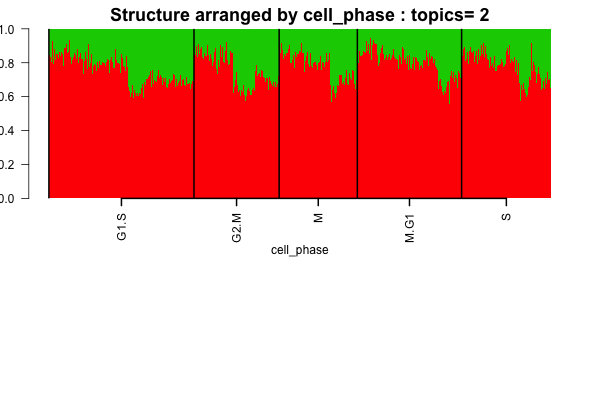 Structure arranged by cell_phase : topics= 2
1.0
0.8
0.6
0.4
0.2
0.0
G1.S
G2.M
M
M.G1
S
cell_phase